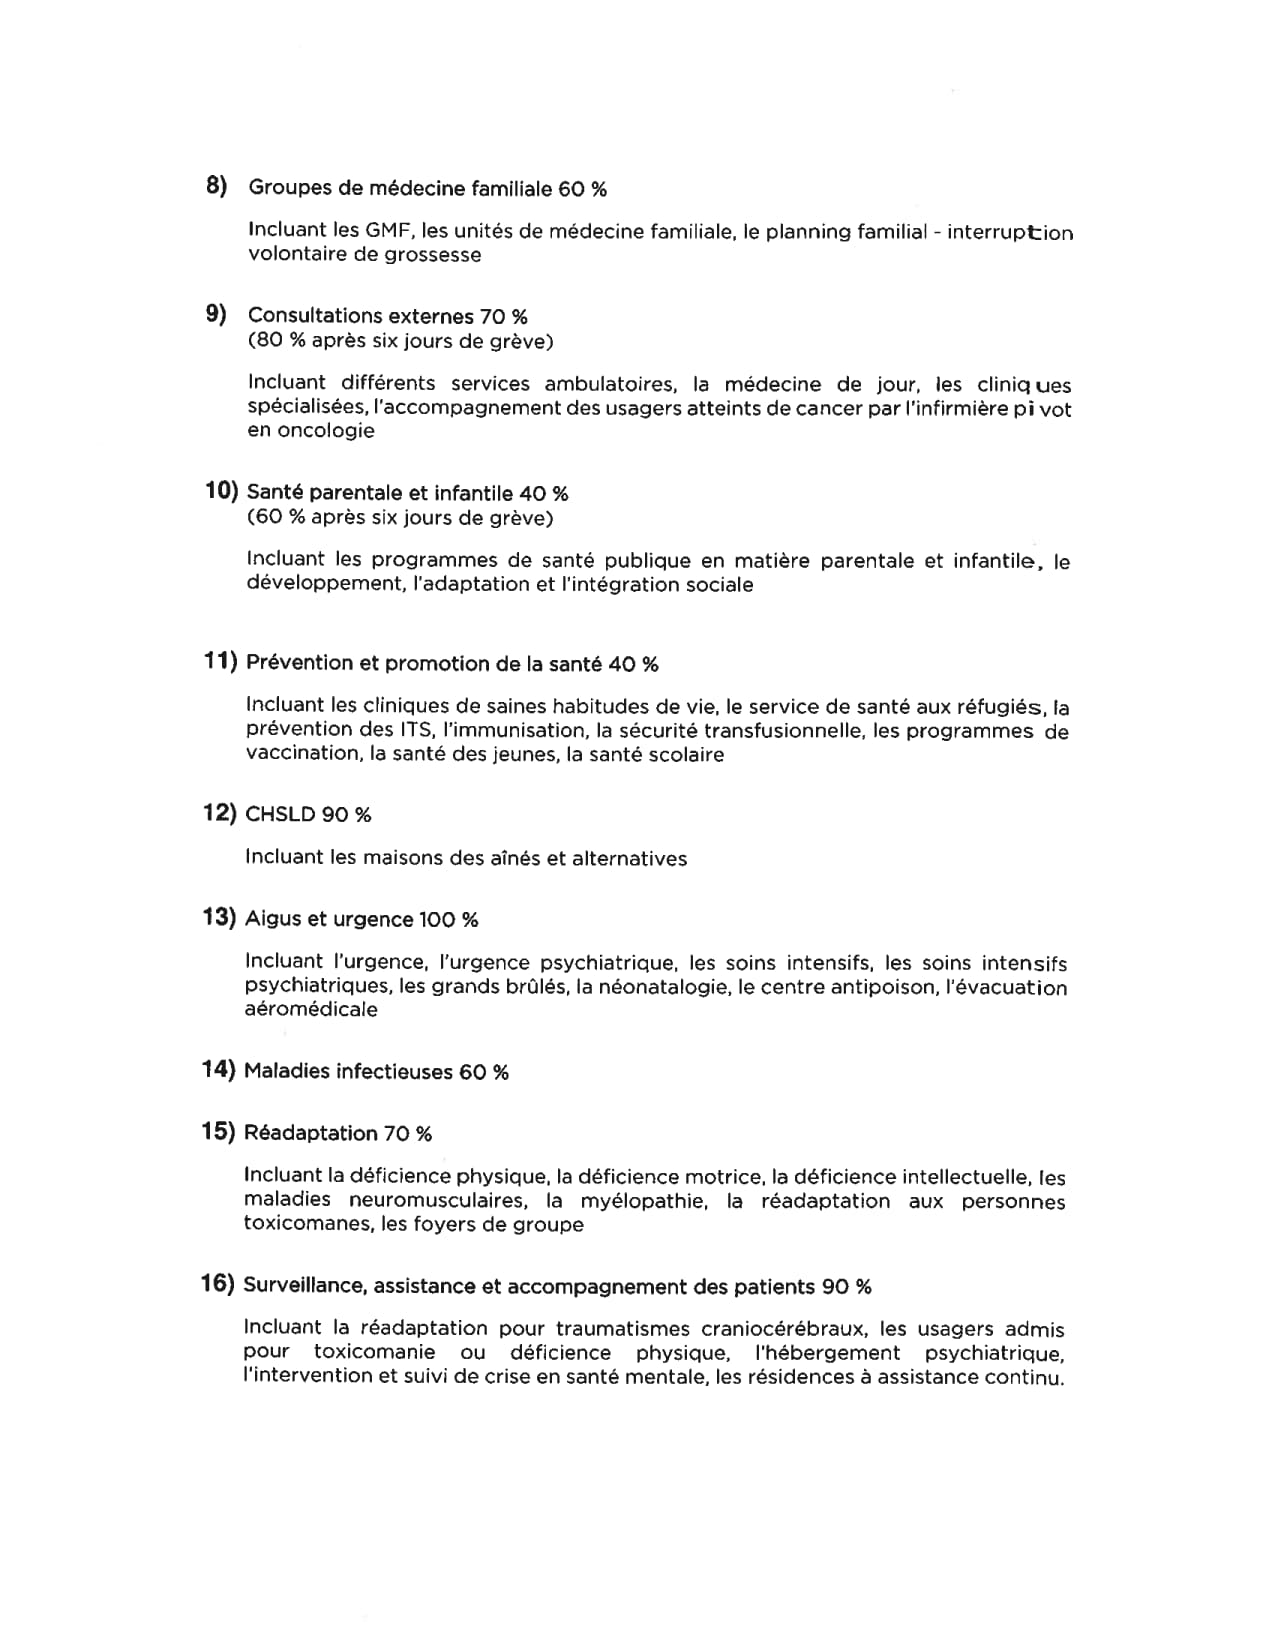 8) Groupes de médecine familiale 60 %
Incluant les GMF, les unités de médecine familiale, le planning familial - interruption
volontaire de grossesse
9) Consultations externes 70 %
(80 % après six jours de grève)
Incluant différents services ambulatoires, la médecine de jour, les cliniques
spécialisées, l'accompagnement des usagers atteints de cancer par l'infirmière pivot
en oncologie
10) Santé parentale et infantile 40 %
(60 % après six jours de grève)
Incluant les programmes de santé publique en matière parentale et infantile, le
développement, l'adaptation et l'intégration sociale
11) Prévention et promotion de la santé 40 %
Incluant les cliniques de saines habitudes de vie, le service de santé aux réfugiés, la
prévention des ITS, l'immunisation, la sécurité transfusionnelle, les programmes de
vaccination, la santé des jeunes, la santé scolaire
12) CHSLD 90 %
Incluant les maisons des aînés et alternatives
13) Aigus et urgence 100 %
Incluant l'urgence, l'urgence psychiatrique, les soins intensifs, les soins intensifs
psychiatriques, les grands brûlés, la néonatalogie, le centre antipoison, l'évacuation
aéromédicale
14) Maladies infectieuses 60 %
15) Réadaptation 70 %
Incluant la déficience physique, la déficience motrice, la déficience intellectuelle, les
maladies neuromusculaires, la myélopathie, la réadaptation aux personnes
toxicomanes, les foyers de groupe
16) Surveillance, assistance et accompagnement des patients 90 %
Incluant la réadaptation pour traumatismes craniocérébraux, les usagers admis
pour toxicomanie ou déficience physique, l'hébergement psychiatrique,
l'intervention et suivi de crise en santé mentale, les résidences à assistance continu.